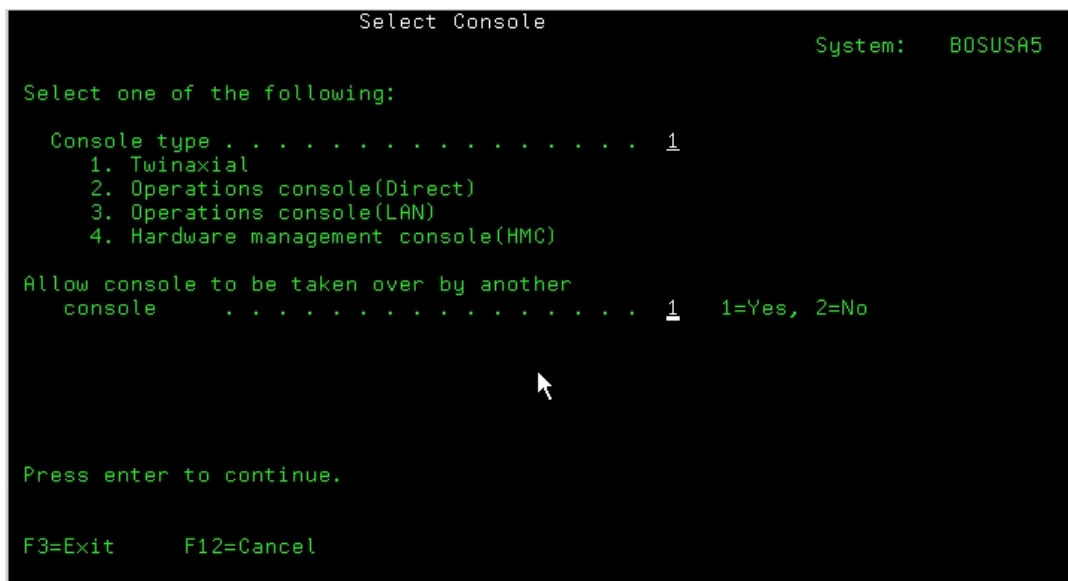 Select Console
System: BOSUSA5
Select one of the following:
Console type . . . . . . . . . . . . . . . . 1
1. Twinaxial
2. Operations console(Direct)
3. Operations console(LAN)
4. Hardware management console(HMC)
Allow console to be taken over by another
console . . . . . . . . . . . . . . . . 1 1=Yes, 2=No
Press enter to continue.
F3=Exit F12=Cancel